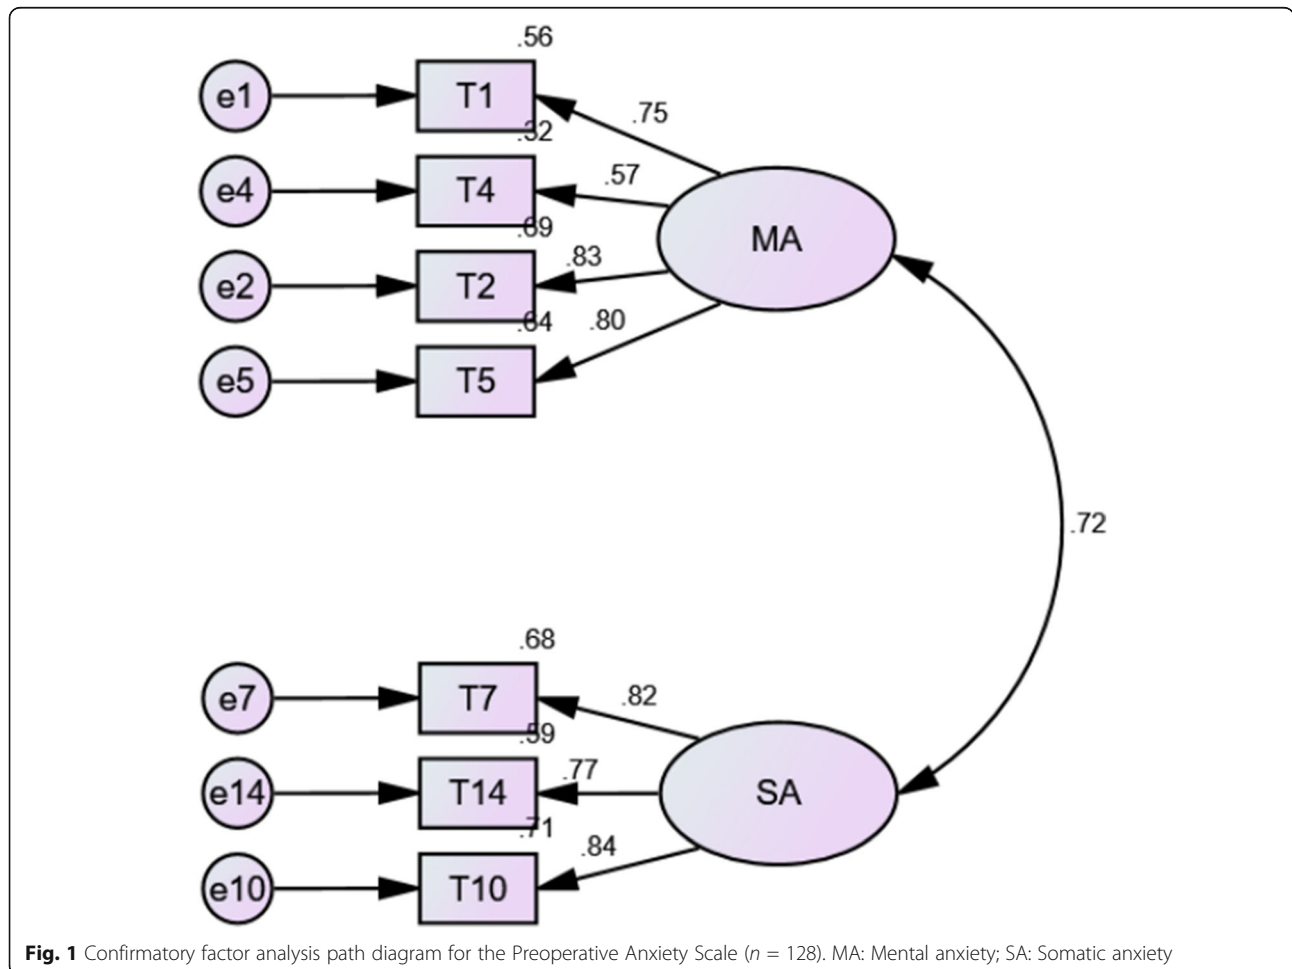 .56
e1 T1 .75
.32
e4 T4 .57
.69
MA
e2 T2 .83
.64 .80
e5 T5
.72
.68
e7 T7 .82
.59
e14 T14 .77 SA
.71
e10 T10 .84
Fig. 1 Confirmatory factor analysis path diagram for the Preoperative Anxiety Scale (n = 128). MA: Mental anxiety; SA: Somatic anxiety